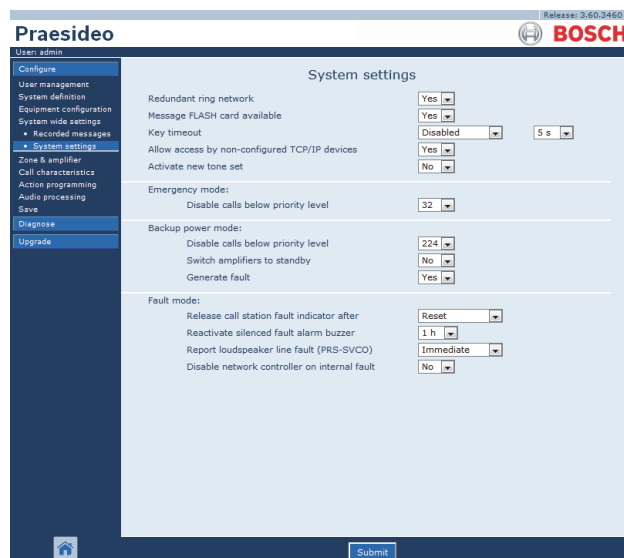 Release: 3.60.3460
Praesideo
BOSCH
User: admin
Configure
User management
System definition
Equipment configuration
System wide settings
• Recorded messages
• System settings
Zone & amplifier
Call characteristics
Action programming
Audio processing
Save
Diagnose
Upgrade
System settings
Redundant ring network Yes
Message FLASH card available Yes
Key timeout Disabled 5 s
Allow access by non-configured TCP/IP devices Yes
Activate new tone set No
Emergency mode:
Disable calls below priority level 32
Backup power mode:
Disable calls below priority level 224
Switch amplifiers to standby No
Generate fault Yes
Fault mode:
Release call station fault indicator after Reset
Reactivate silenced fault alarm buzzer 1 h
Report loudspeaker line fault (PRS-SVCO) Immediate
Disable network controller on internal fault No
Submit